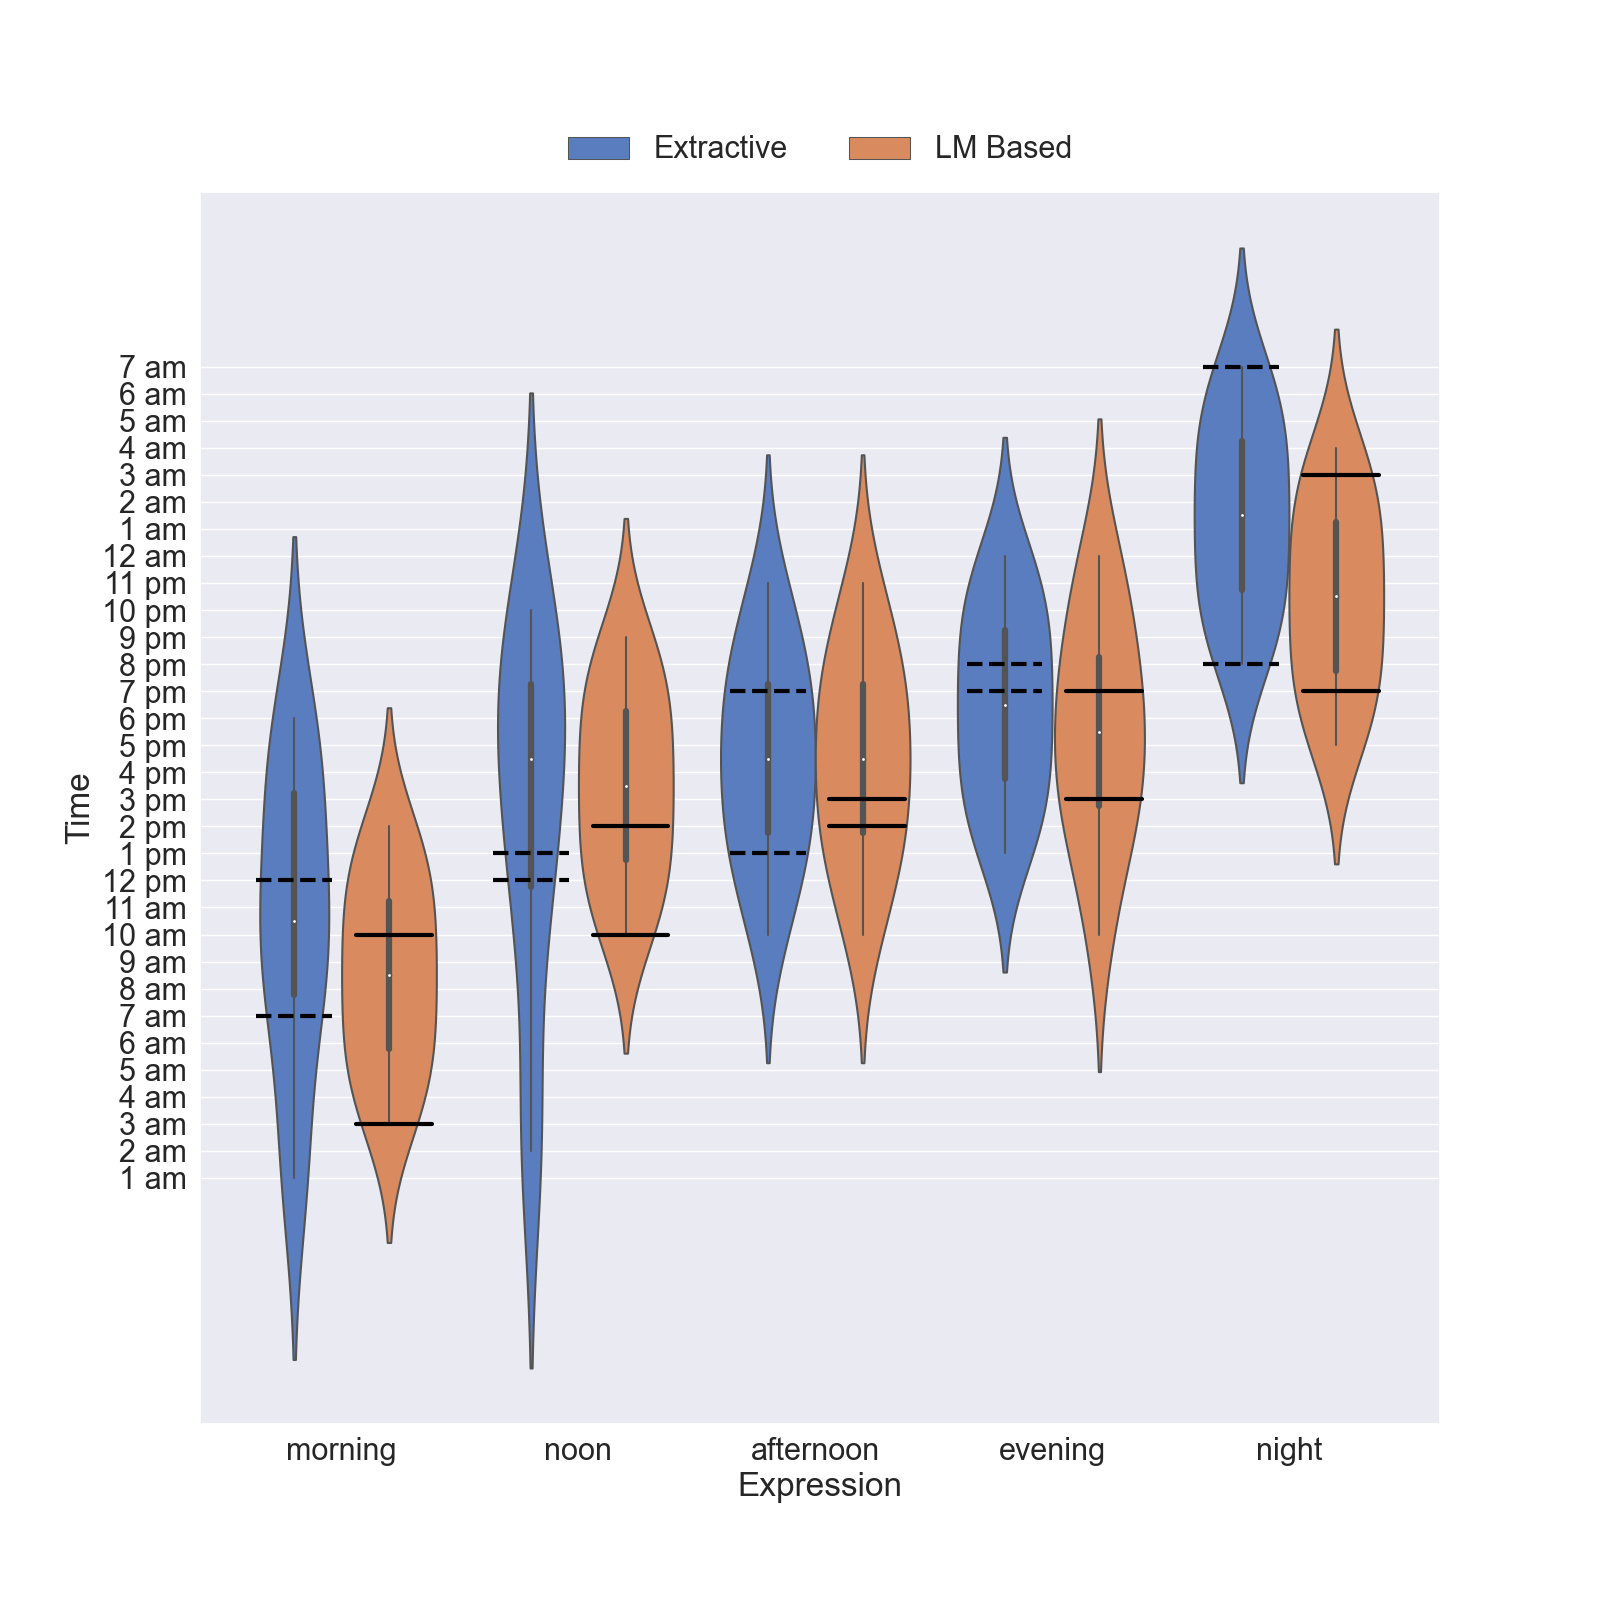 Extractive
LM Based
7 am
6 am
5 am
4 am
3 am
2 am
1 am
12 am
11 pm
10 pm
9 pm
8 pm
7 pm
6 pm
5 pm
4 pm
3 pm
2 pm
1 pm
12 pm
11 am
10 am
9 am
8 am
7 am
6 am
5 am
4 am
3 am
2 am
1 am
Time
morning
noon
afternoon
evening
night
Expression